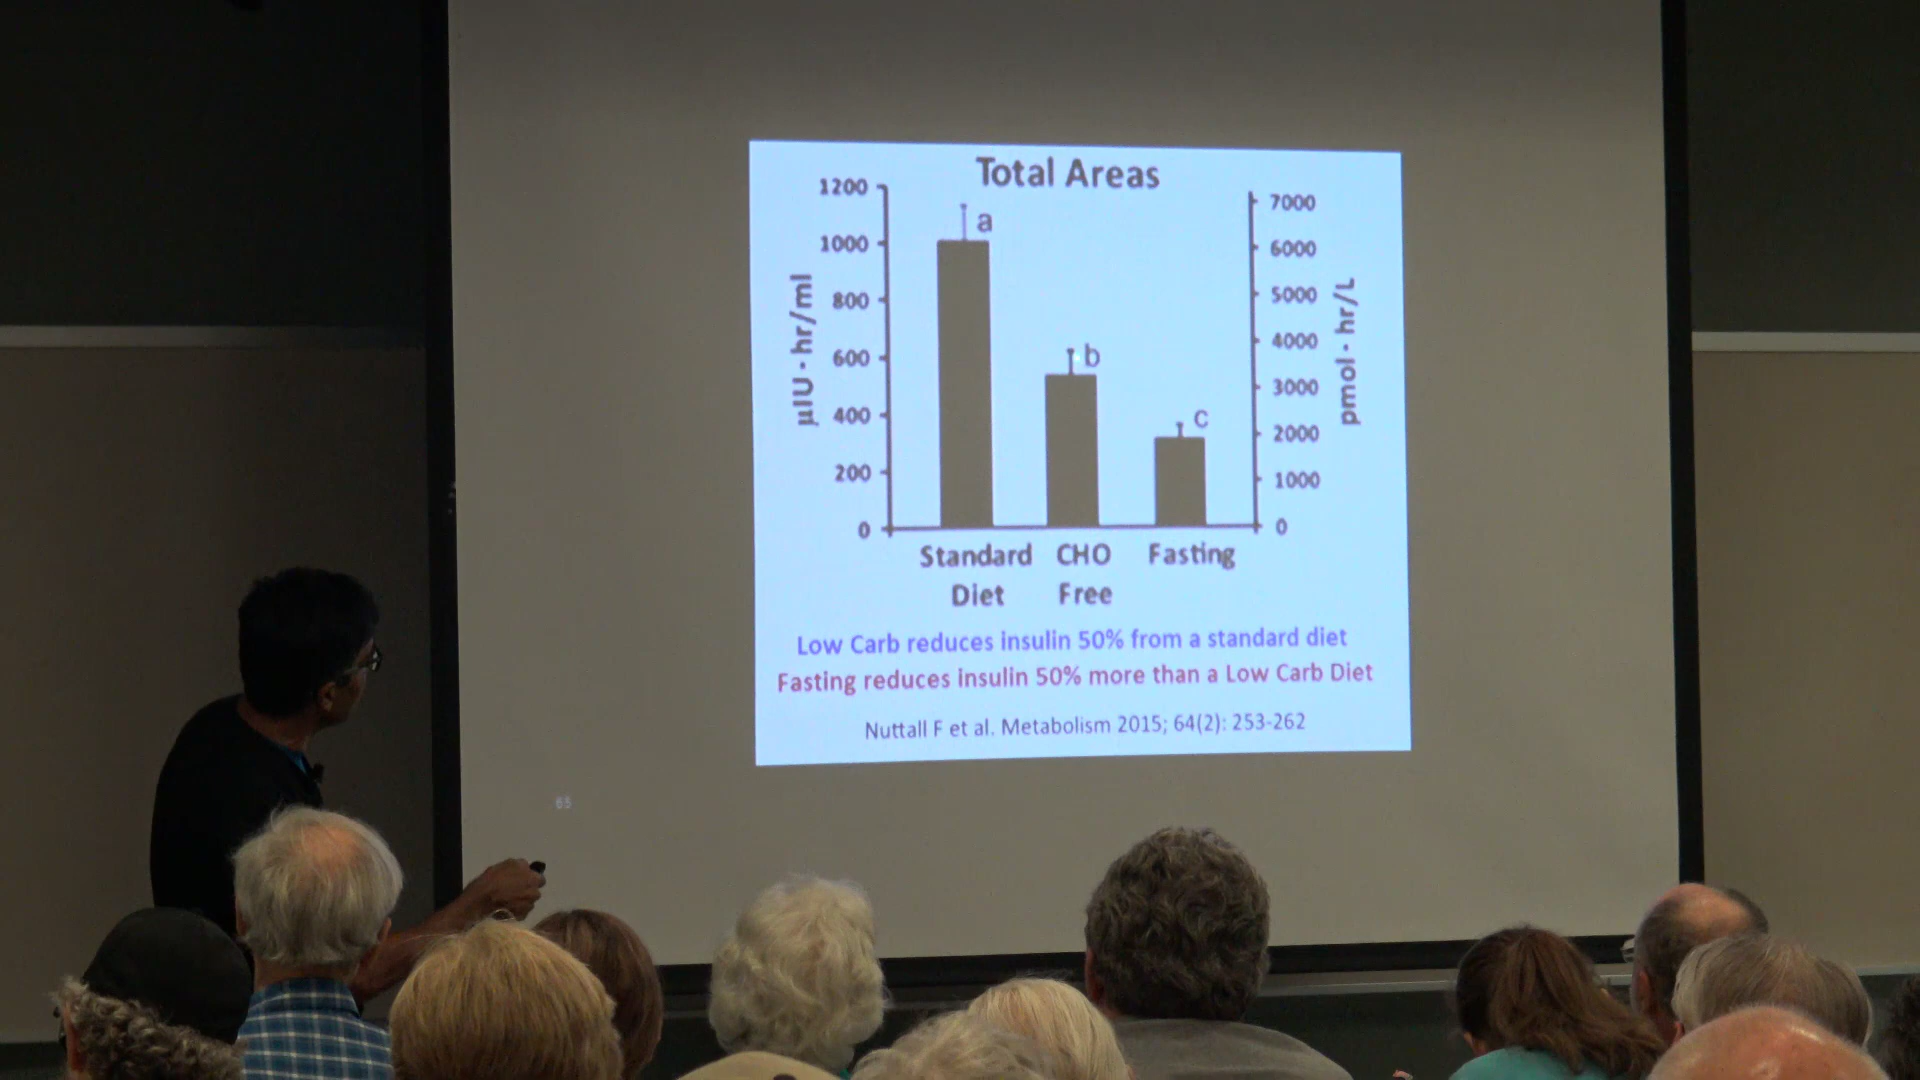 Total Areas
1200
1000
800
600
400
200
0
µIU · hr/ml
a
b
c
7000
6000
5000
4000
3000
2000
1000
0
pmol · hr/L
Standard Diet
CHO Free
Fasting
Low Carb reduces insulin 50% from a standard diet
Fasting reduces insulin 50% more than a Low Carb Diet
Nuttall F et al. Metabolism 2015; 64(2): 253-262
65